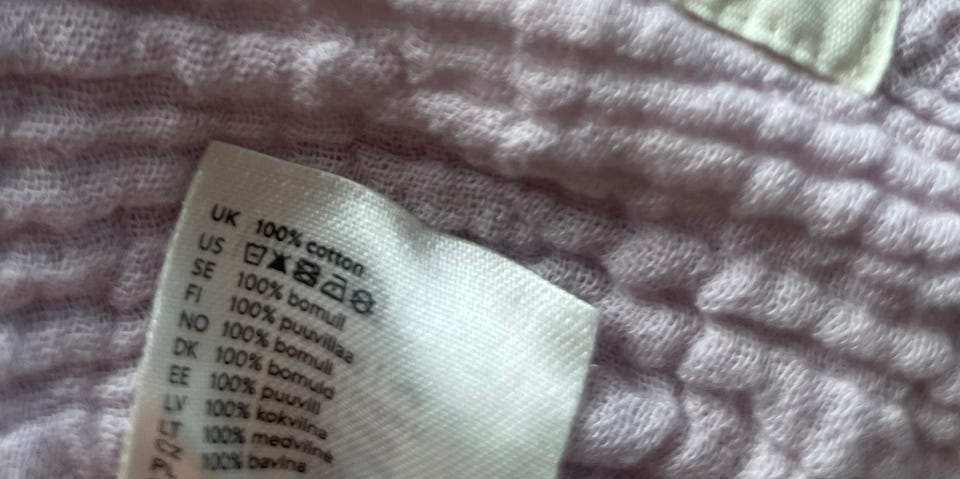 UK 100% cotton
US
SE 100% bomull
FI 100% puuvillaa
NO 100% bomull
DK 100% bomuld
EE 100% puuvill
LV 100% kokvilna
LT 100% medvilnė
CZ 100% bavlna
PL